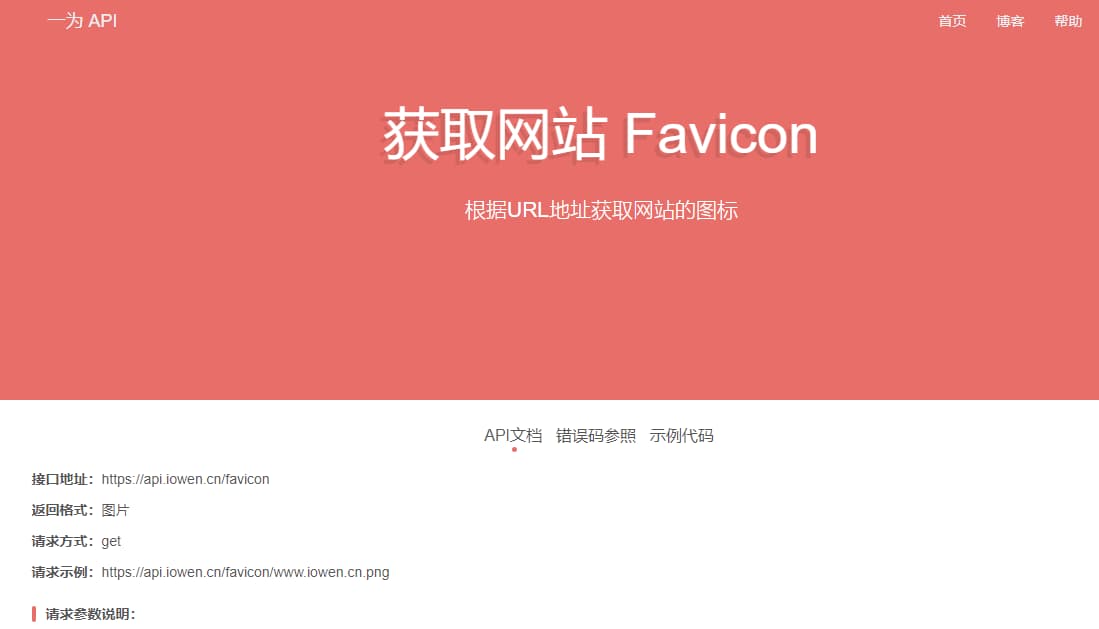 一为 API
首页 博客 帮助
获取网站 Favicon
根据URL地址获取网站的图标
API文档 错误码参照 示例代码
接口地址：https://api.iowen.cn/favicon
返回格式：图片
请求方式：get
请求示例：https://api.iowen.cn/favicon/www.iowen.cn.png
请求参数说明：